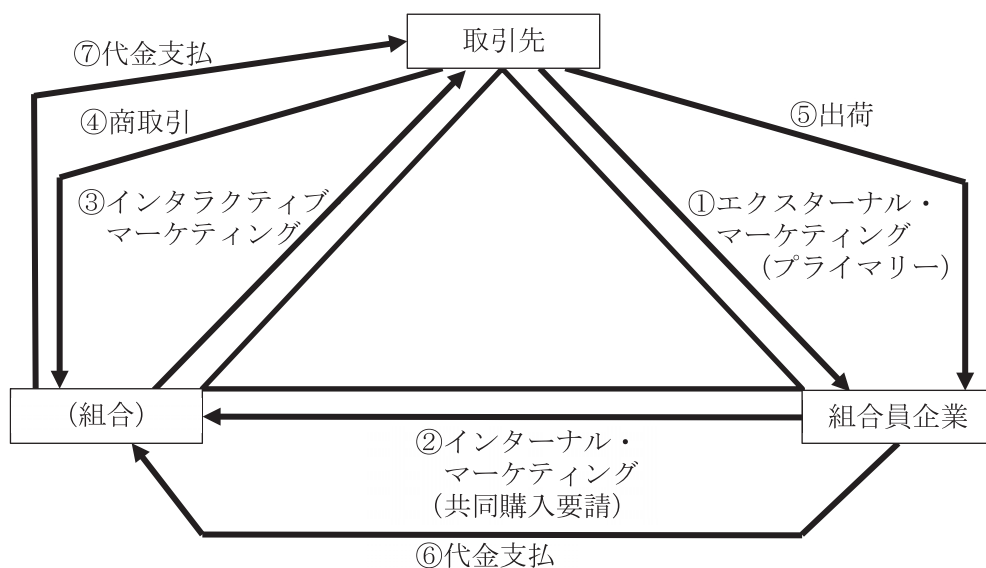 取引先
⑦代金支払
④商取引
⑤出荷
③インタラクティブ
マーケティング
①エクスターナル・
マーケティング
（プライマリー）
（組合）
組合員企業
②インターナル・
マーケティング
（共同購入要請）
⑥代金支払